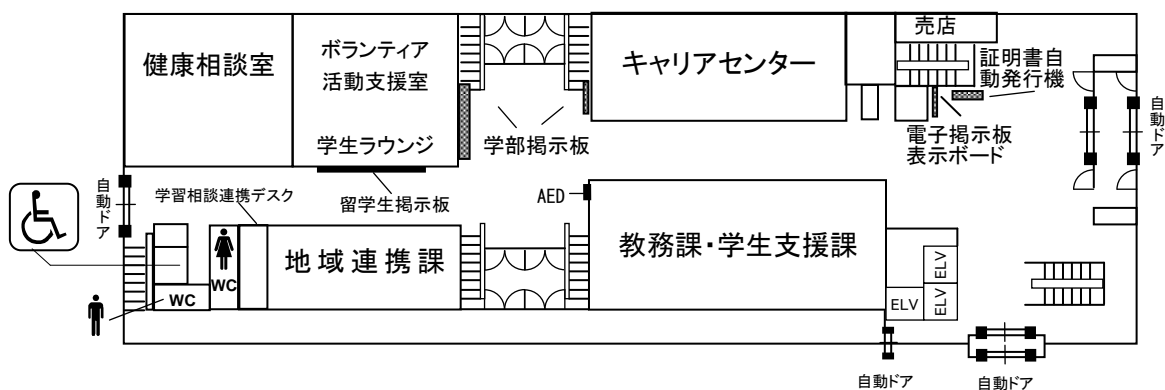 売店
健康相談室
ボランティア
活動支援室
キャリアセンター
証明書自
動発行機
学生ラウンジ
学部掲示板
電子掲示板
表示ボード
自動ドア
自動ドア
学習相談連携デスク
留学生掲示板
AED
地域連携課
教務課・学生支援課
WC
WC
ELV
ELV
ELV
自動ドア
自動ドア